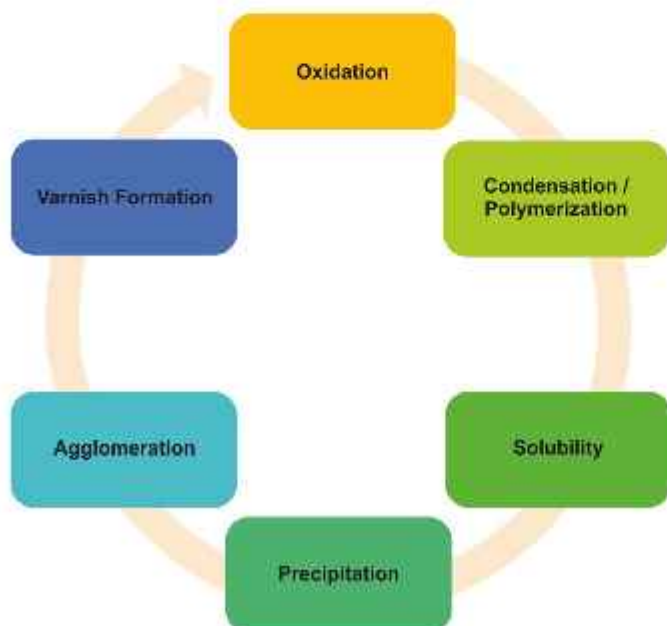 Oxidation
Condensation /
Polymerization
Solubility
Precipitation
Agglomeration
Varnish Formation